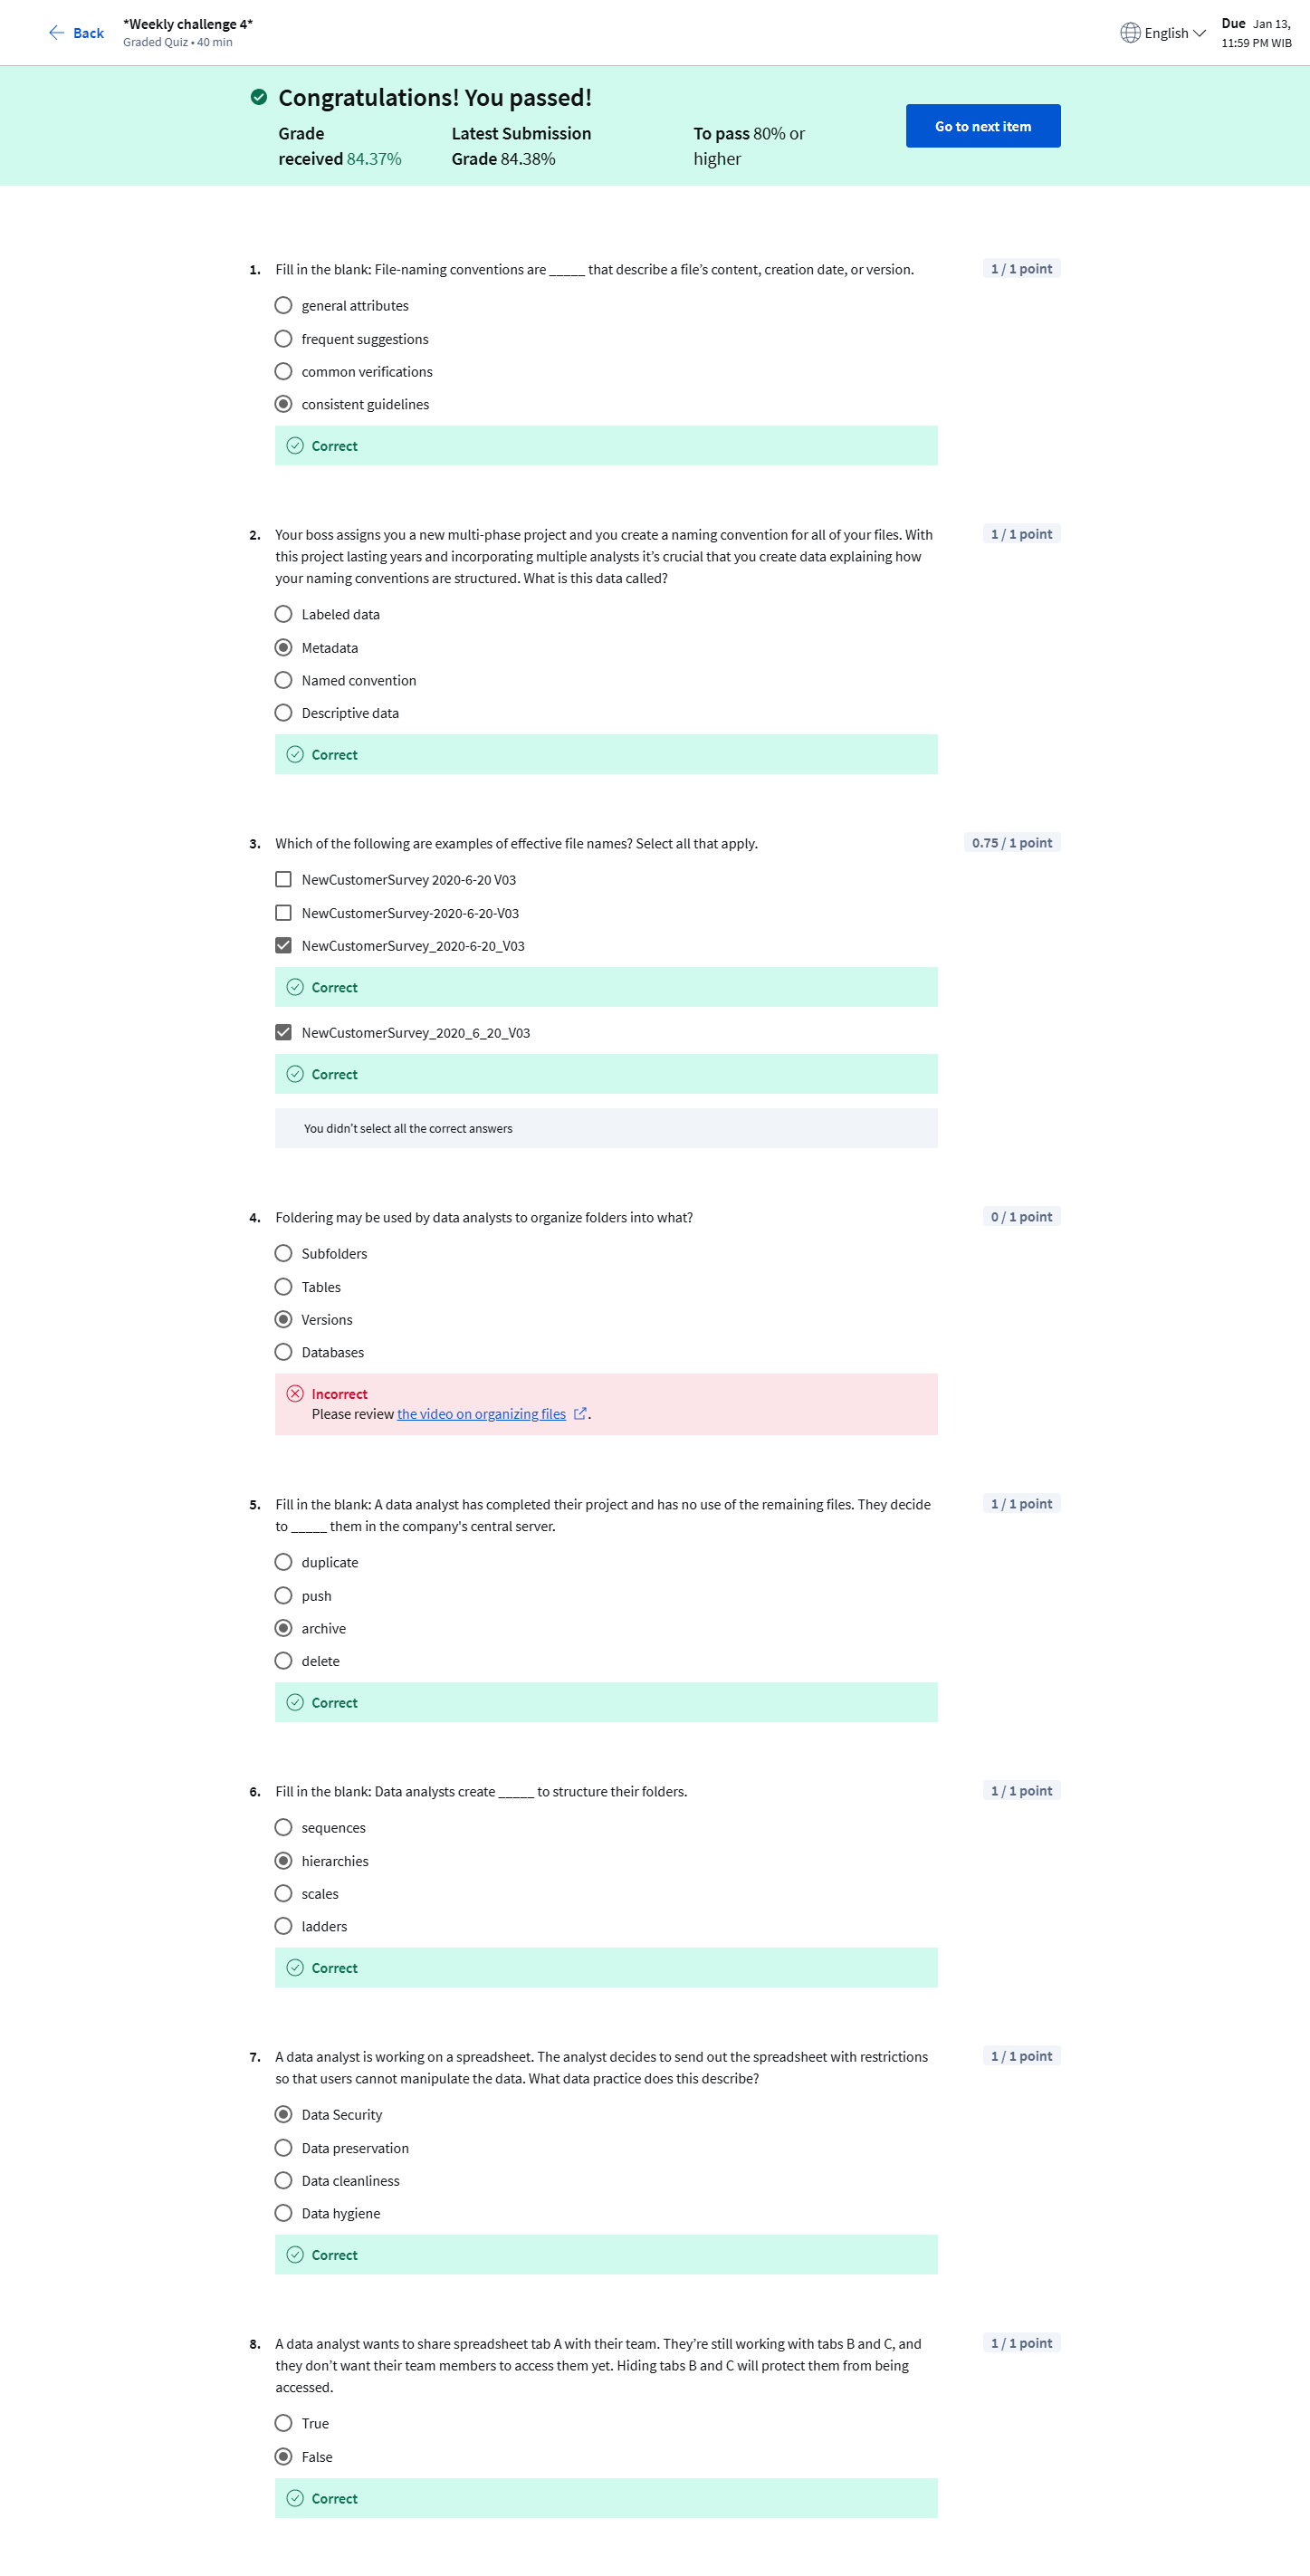 Back
*Weekly challenge 4*
Graded Quiz • 40 min
English
Due Jan 13,
11:59 PM WIB
Congratulations! You passed!
Grade
received 84.37%
Latest Submission
Grade 84.38%
To pass 80% or
higher
Go to next item
1. Fill in the blank: File-naming conventions are _____ that describe a file’s content, creation date, or version.
1 / 1 point
general attributes
frequent suggestions
common verifications
consistent guidelines
Correct
2. Your boss assigns you a new multi-phase project and you create a naming convention for all of your files. With
this project lasting years and incorporating multiple analysts it’s crucial that you create data explaining how
your naming conventions are structured. What is this data called?
1 / 1 point
Labeled data
Metadata
Named convention
Descriptive data
Correct
3. Which of the following are examples of effective file names? Select all that apply.
0.75 / 1 point
NewCustomerSurvey 2020-6-20 V03
NewCustomerSurvey-2020-6-20-V03
NewCustomerSurvey_2020-6-20_V03
Correct
NewCustomerSurvey_2020_6_20_V03
Correct
You didn’t select all the correct answers
4. Foldering may be used by data analysts to organize folders into what?
0 / 1 point
Subfolders
Tables
Versions
Databases
Incorrect
Please review the video on organizing files .
5. Fill in the blank: A data analyst has completed their project and has no use of the remaining files. They decide
to _____ them in the company's central server.
1 / 1 point
duplicate
push
archive
delete
Correct
6. Fill in the blank: Data analysts create _____ to structure their folders.
1 / 1 point
sequences
hierarchies
scales
ladders
Correct
7. A data analyst is working on a spreadsheet. The analyst decides to send out the spreadsheet with restrictions
so that users cannot manipulate the data. What data practice does this describe?
1 / 1 point
Data Security
Data preservation
Data cleanliness
Data hygiene
Correct
8. A data analyst wants to share spreadsheet tab A with their team. They’re still working with tabs B and C, and
they don’t want their team members to access them yet. Hiding tabs B and C will protect them from being
accessed.
1 / 1 point
True
False
Correct